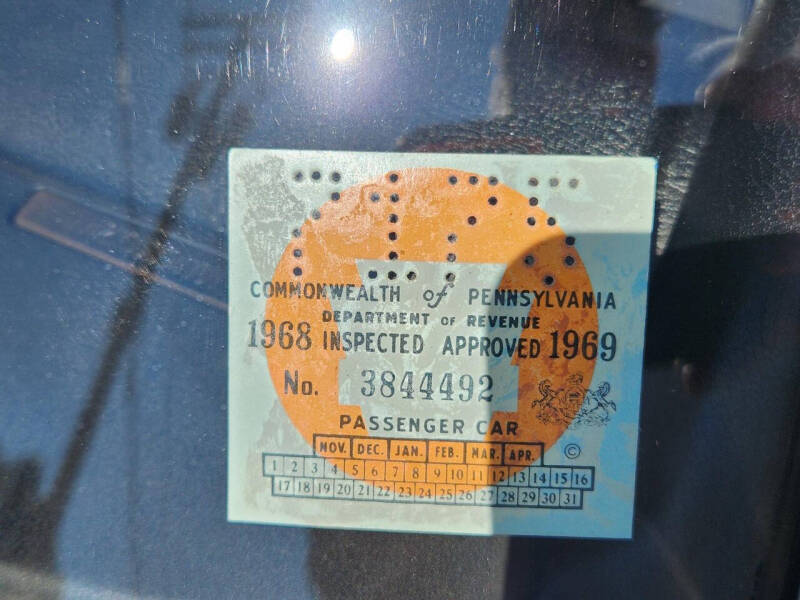 COMMONWEALTH of PENNSYLVANIA
DEPARTMENT OF REVENUE
1968 INSPECTED APPROVED 1969
No. 3844492
PASSENGER CAR
NOV. DEC. JAN. FEB. MAR. APR. ©
1 2 3 4 5 6 7 8 9 10 11 12 13 14 15 16
17 18 19 20 21 22 23 24 25 26 27 28 29 30 31